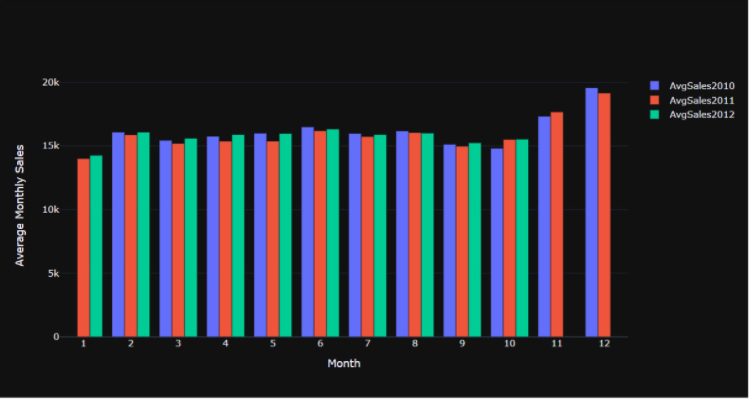 20k
15k
10k
5k
0
Average Monthly Sales
1 2 3 4 5 6 7 8 9 10 11 12
Month
AvgSales2010
AvgSales2011
AvgSales2012